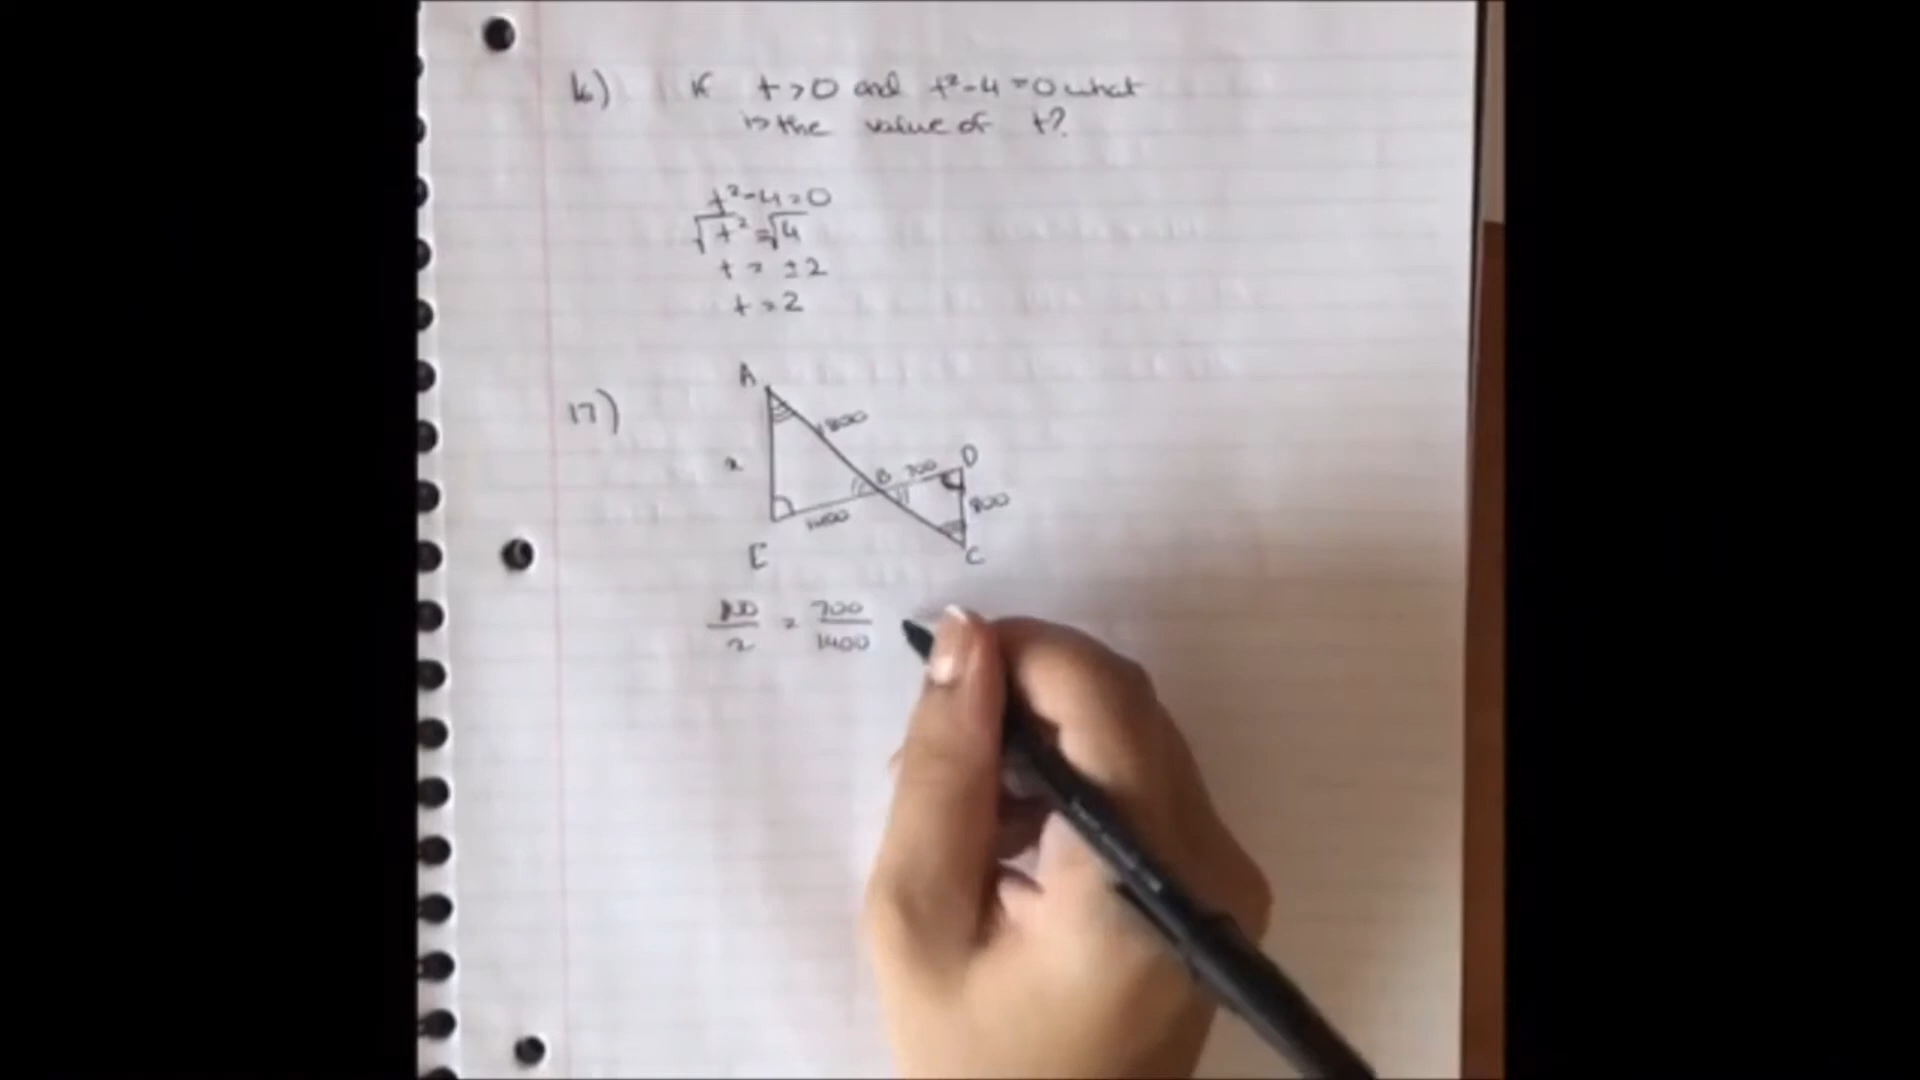 16) If t>0 and t²-4=0 what
is the value of t?
t²-4=0
√t²=√4
t = ±2
t = 2
17)
A
1800
x
B 700 D
800
1400
E
C
800/x = 700/1400